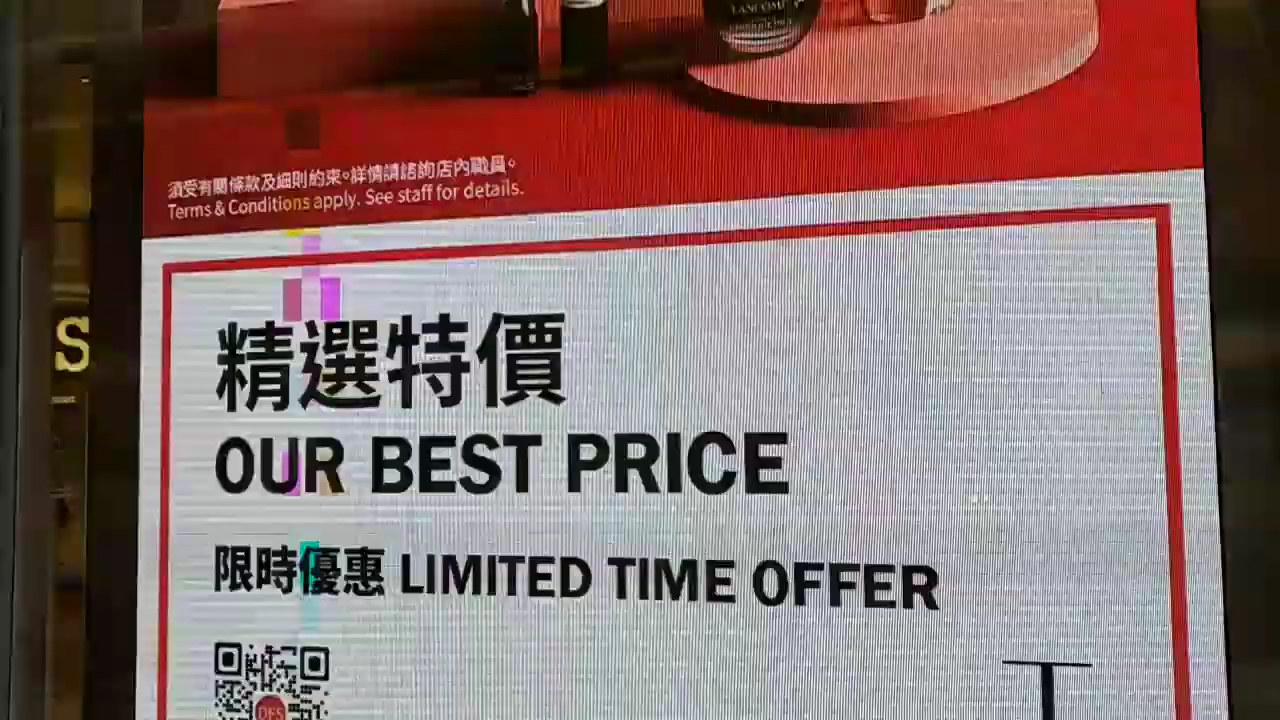 LANCÔME
須受有關條款及細則約束。詳情請諮詢店內職員。
Terms & Conditions apply. See staff for details.
S
精選特價
OUR BEST PRICE
限時優惠 LIMITED TIME OFFER
DFS
T